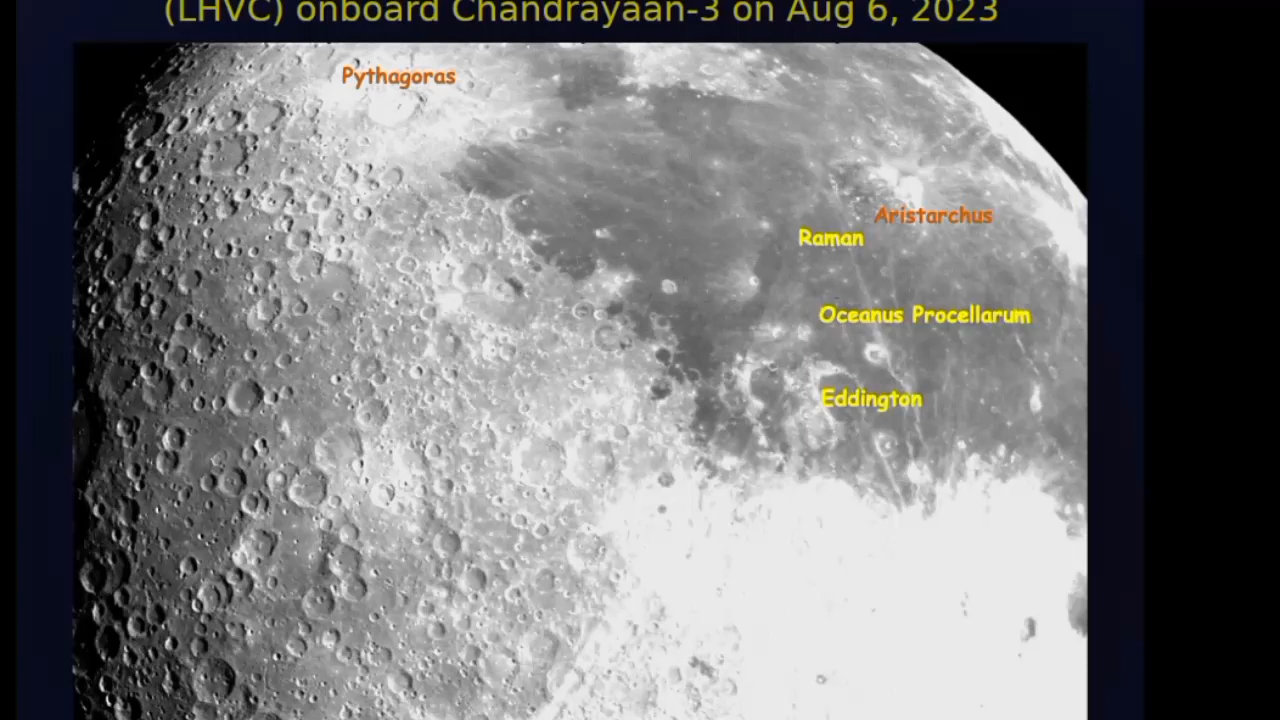 (LHVC) onboard Chandrayaan-3 on Aug 6, 2023
Pythagoras
Aristarchus
Raman
Oceanus Procellarum
Eddington